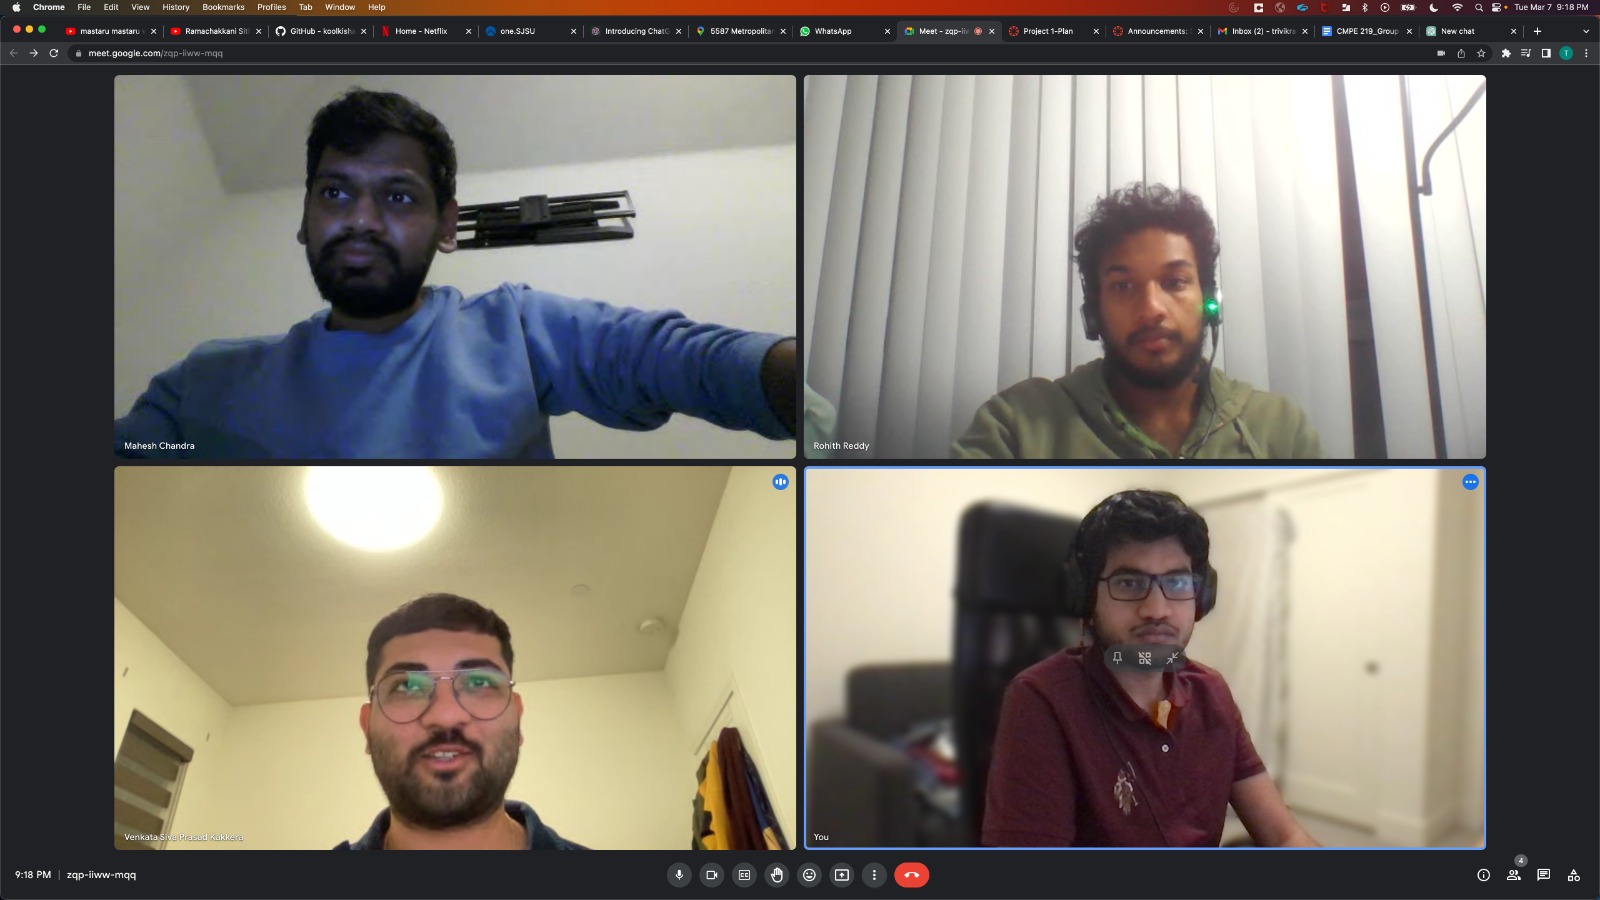 Chrome File Edit View History Bookmarks Profiles Tab Window Help Tue Mar 7 9:18 PM
mastaru mastaru Ramachakkani Sit GitHub - koolkish Home - Netflix one.SJSU Introducing ChatG 5587 Metropolitan WhatsApp Meet - zqp-iiw Project 1-Plan Announcements: Inbox (2) - trivikra CMPE 219_Group New chat
meet.google.com/zqp-iiww-mqq T
Mahesh Chandra
Rohith Reddy
Venkata Siva Prasad Kakkera
You
9:18 PM | zqp-iiww-mqq
4